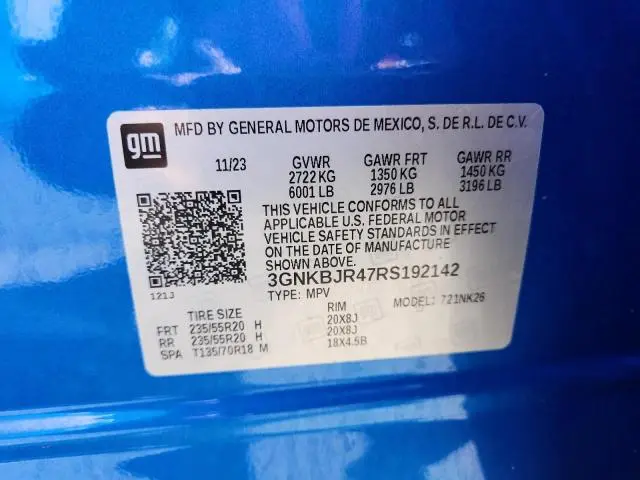 gm
MFD BY GENERAL MOTORS DE MEXICO, S. DE R.L. DE C.V.
11/23 GVWR GAWR FRT GAWR RR
2722 KG 1350 KG 1450 KG
6001 LB 2976 LB 3196 LB
THIS VEHICLE CONFORMS TO ALL
APPLICABLE U.S. FEDERAL MOTOR
VEHICLE SAFETY STANDARDS IN EFFECT
ON THE DATE OF MANUFACTURE
SHOWN ABOVE.
3GNKBJR47RS192142
121J TYPE: MPV MODEL: 721NK26
TIRE SIZE RIM
FRT 235/55R20 H 20X8J
RR 235/55R20 H 20X8J
SPA T135/70R18 M 18X4.5B